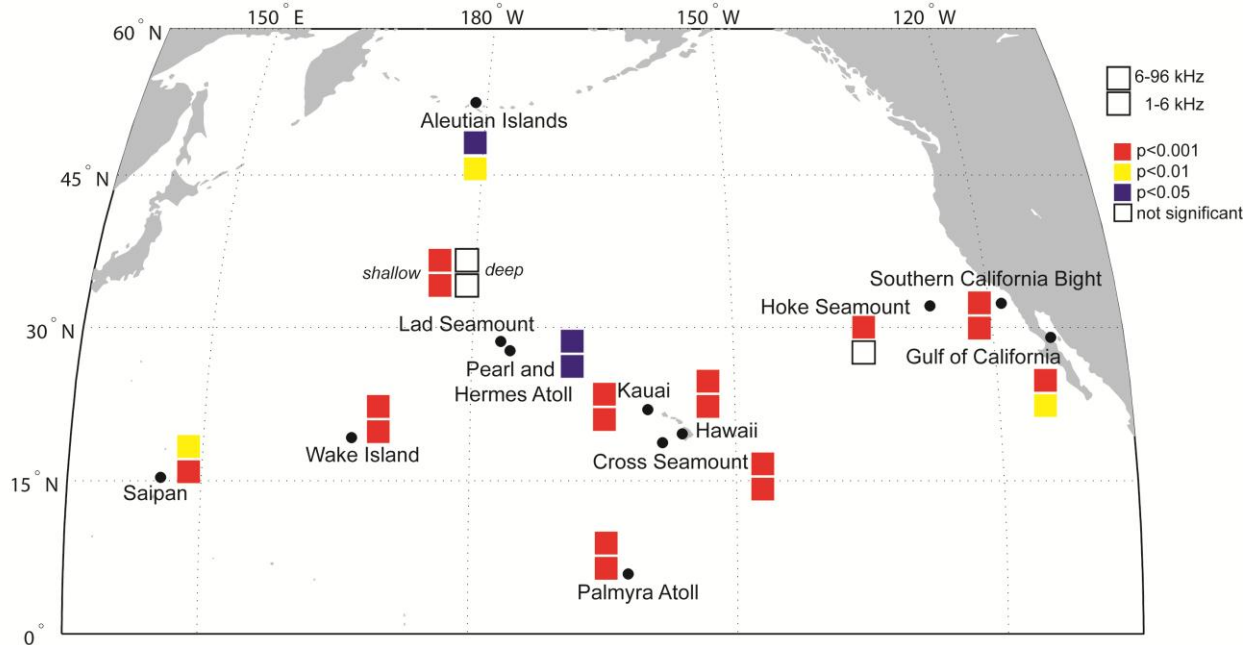 150° E
180° W
150° W
120° W
60° N
6-96 kHz
1-6 kHz
Aleutian Islands
p<0.001
p<0.01
45° N
p<0.05
not significant
shallow
deep
Southern California Bight
Hoke Seamount
Lad Seamount
30° N
Gulf of California
Pearl and
Hermes Atoll
Kauai
Hawaii
Wake Island
Cross Seamount
15° N
Saipan
Palmyra Atoll
0°